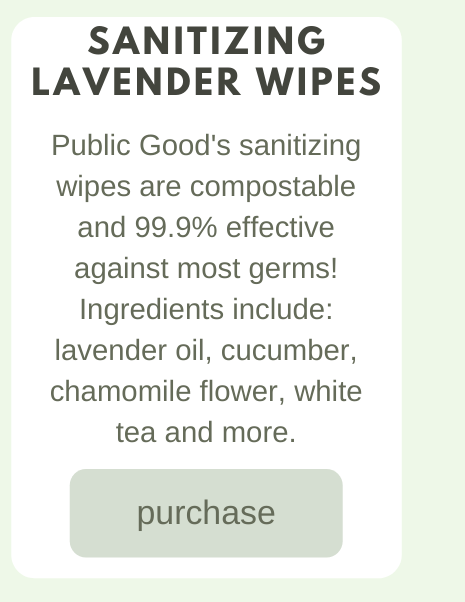 SANITIZING
LAVENDER WIPES
Public Good's sanitizing
wipes are compostable
and 99.9% effective
against most germs!
Ingredients include:
lavender oil, cucumber,
chamomile flower, white
tea and more.
purchase